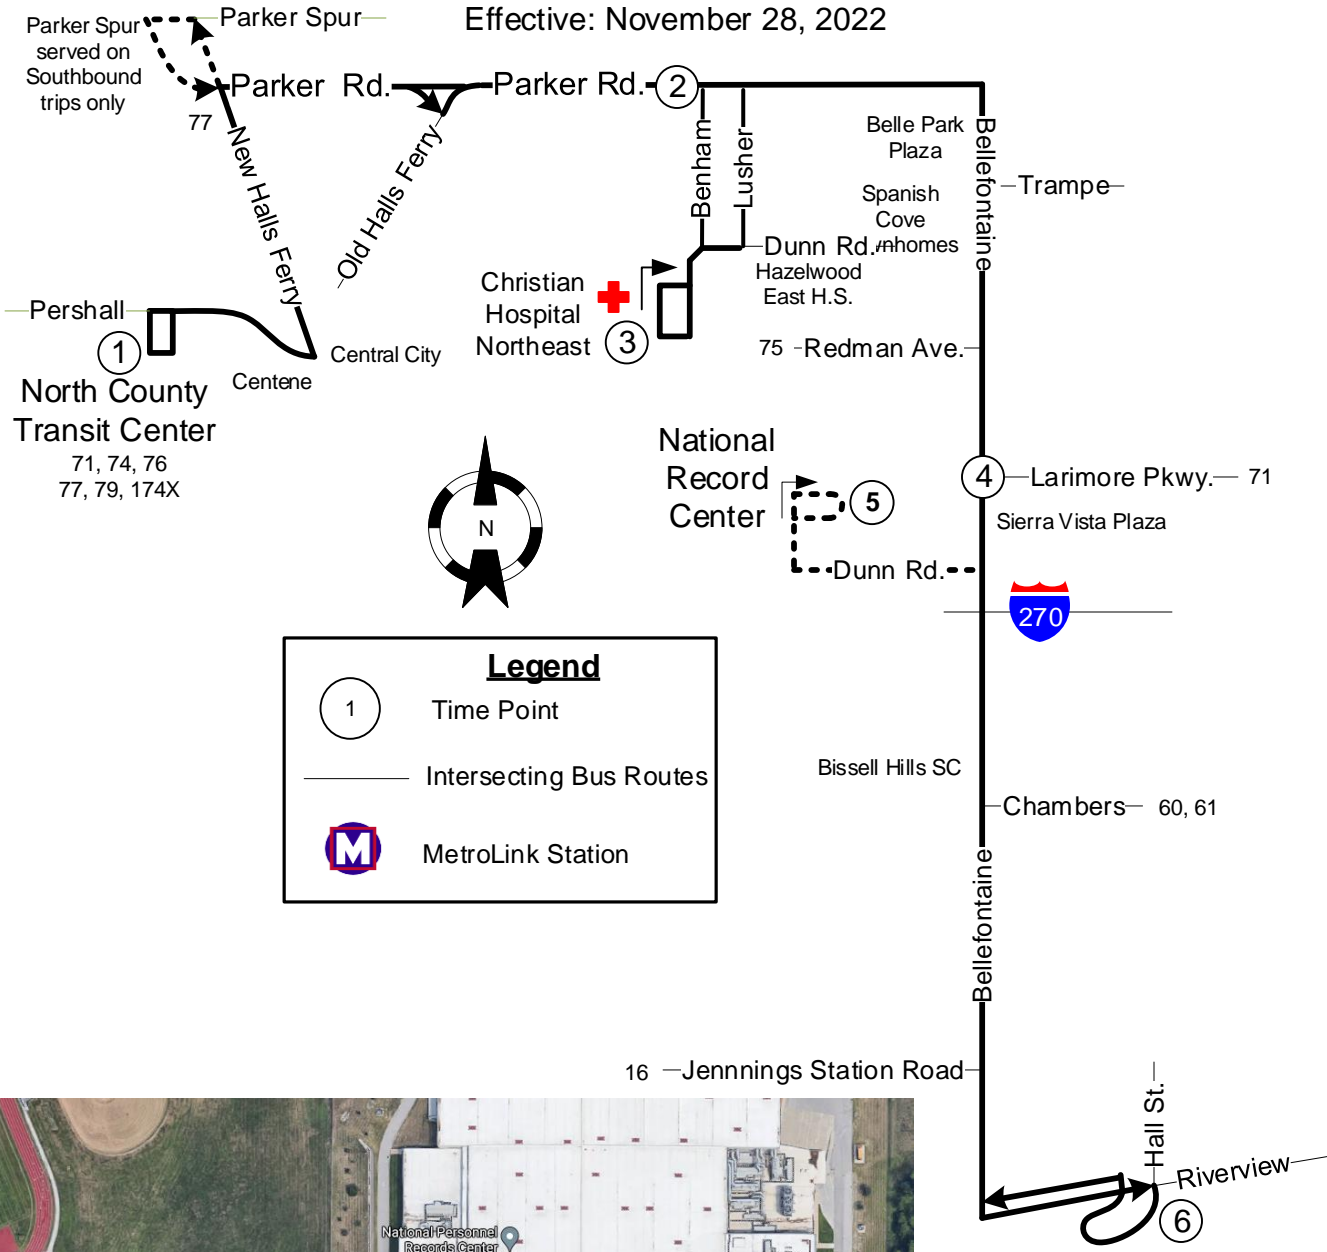 Effective: November 28, 2022
Parker Spur
Parker Spur
served on
Southbound
trips only
Parker Rd.
Parker Rd.
2
77
New Halls Ferry
Old Halls Ferry
Benham
Lusher
Belle Park
Plaza
Bellefontaine
Trampe
Spanish
Cove
Dunn Rd.
mhomes
Hazelwood
East H.S.
Christian
Hospital
Northeast
3
Pershall
1
Central City
Centene
North County
Transit Center
71, 74, 76
77, 79, 174X
75
Redman Ave.
National
Record
Center
5
4
Larimore Pkwy.
71
Sierra Vista Plaza
N
Dunn Rd.
270
Legend
1
Time Point
Intersecting Bus Routes
M
MetroLink Station
Bissell Hills SC
Chambers
60, 61
Bellefontaine
16
Jennnings Station Road
Hall St.
Riverview
6
National Personnel
Records Center